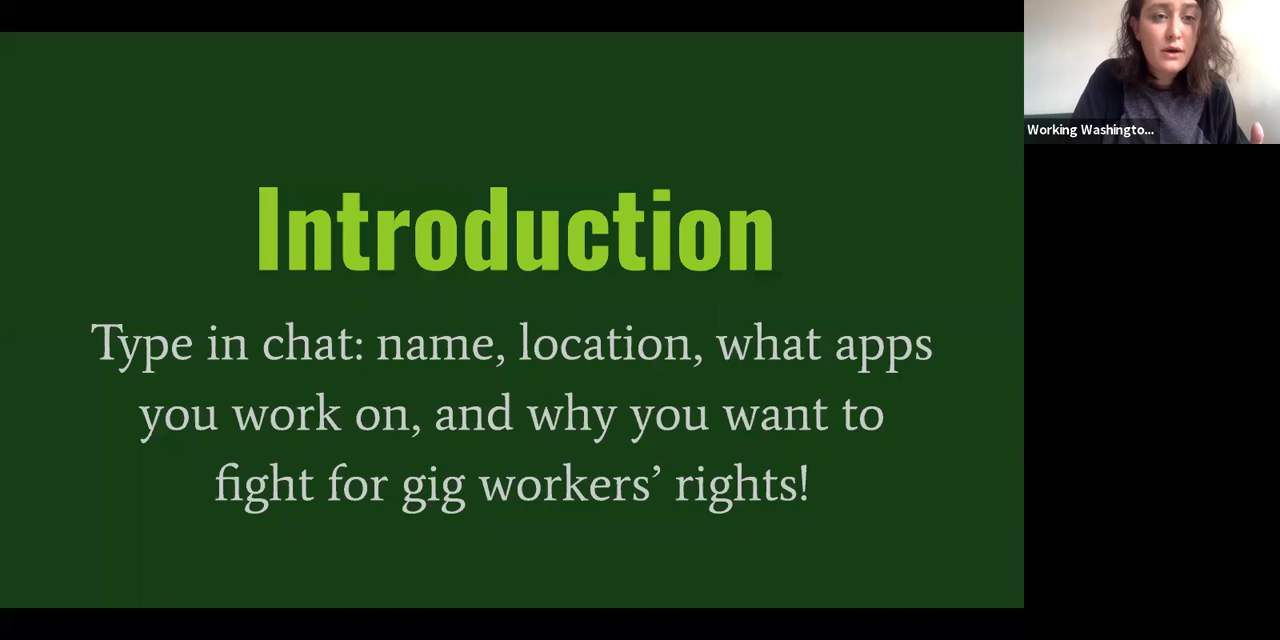 Introduction
Type in chat: name, location, what apps
you work on, and why you want to
fight for gig workers’ rights!
Working Washingto...